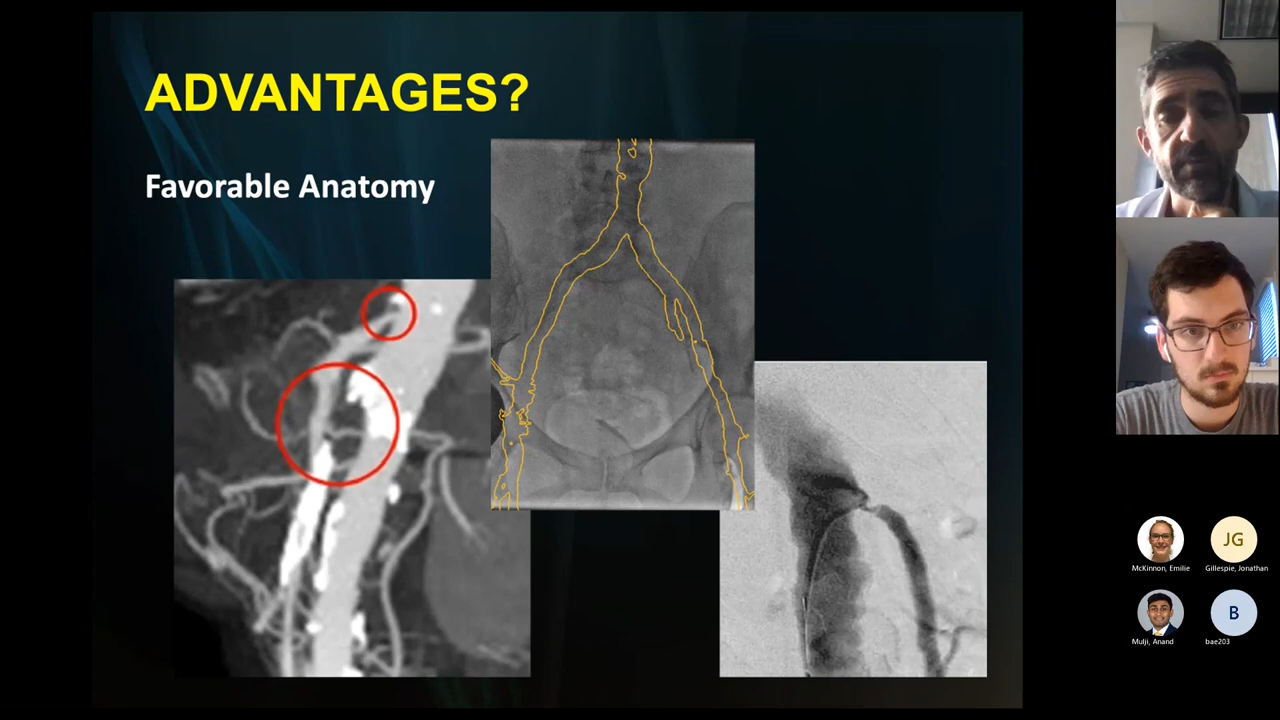 ADVANTAGES?
Favorable Anatomy
JG
McKinnon, Emilie
Gillespie, Jonathan
B
Mulji, Anand
bae203